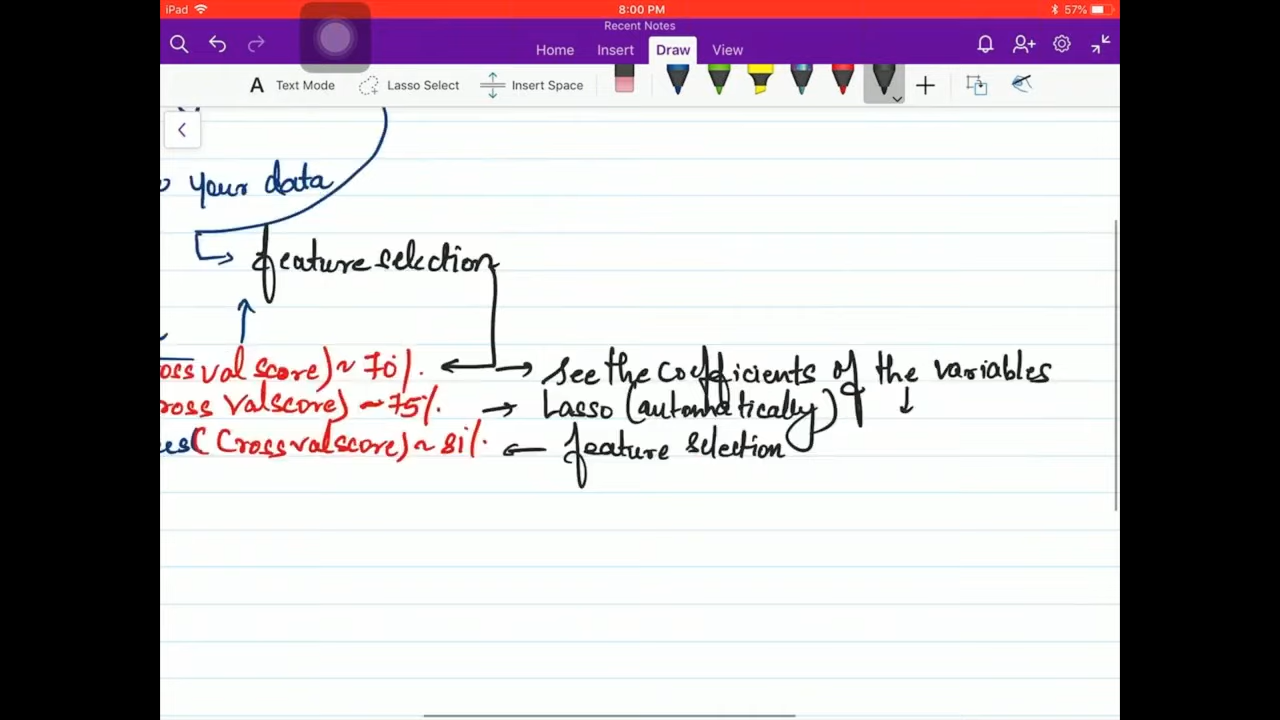 iPad 8:00 PM 57%
Recent Notes
Home Insert Draw View
A Text Mode Lasso Select Insert Space
your data
feature selection
oss val score) ~ 70%. → see the coefficients of the variables
ross Valscore) ~ 75%. → Lasso (automatically)
es( Crossvalscore) ~ 81%. ← feature selection